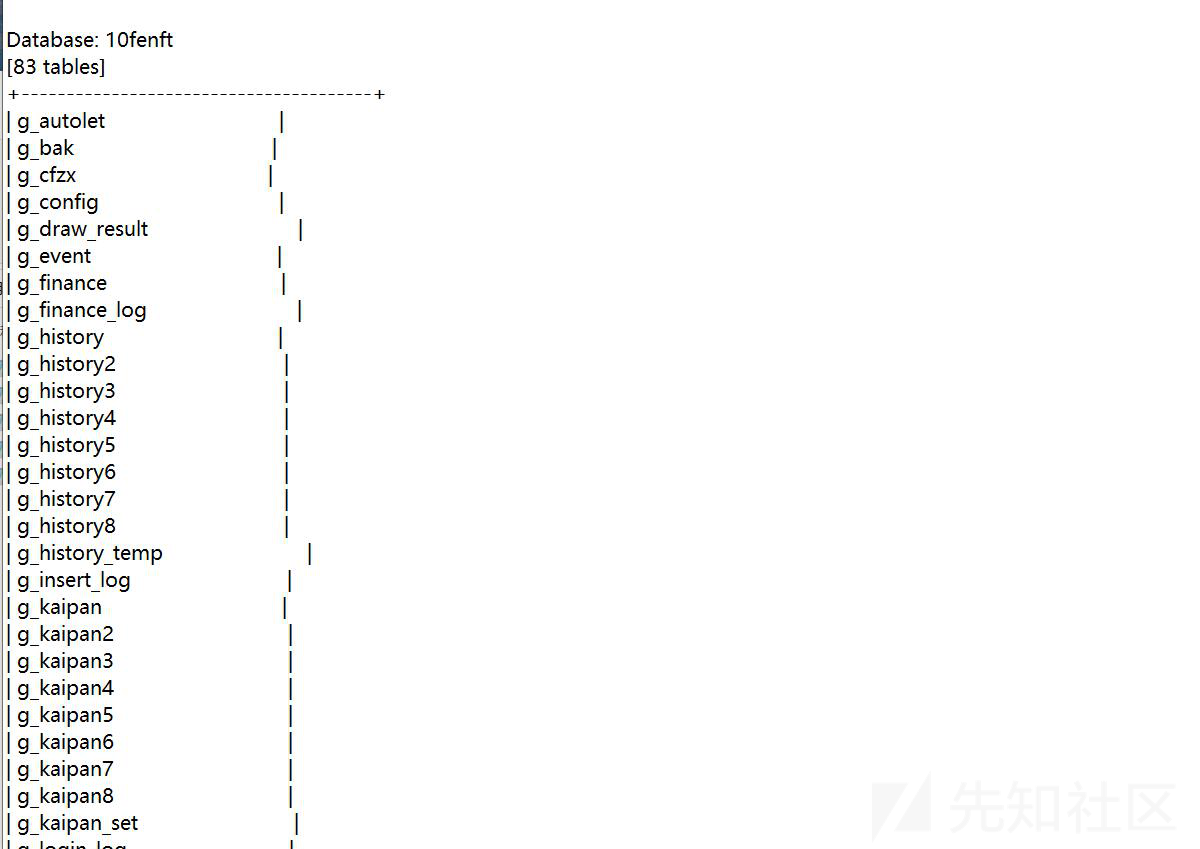 Database: 10fenft
[83 tables]
+---------------------------------------+
| g_autolet |
| g_bak |
| g_cfzx |
| g_config |
| g_draw_result |
| g_event |
| g_finance |
| g_finance_log |
| g_history |
| g_history2 |
| g_history3 |
| g_history4 |
| g_history5 |
| g_history6 |
| g_history7 |
| g_history8 |
| g_history_temp |
| g_insert_log |
| g_kaipan |
| g_kaipan2 |
| g_kaipan3 |
| g_kaipan4 |
| g_kaipan5 |
| g_kaipan6 |
| g_kaipan7 |
| g_kaipan8 |
| g_kaipan_set |
| g_login_log |
先知社区